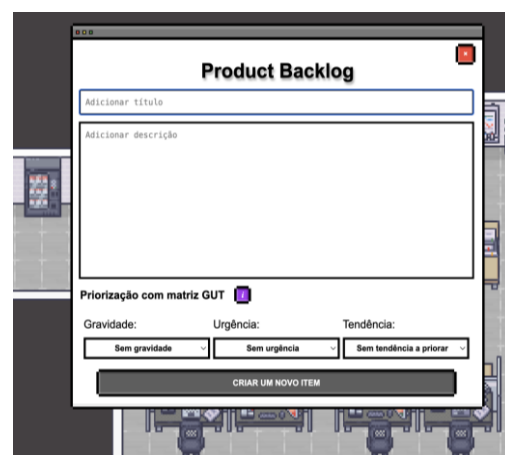 Product Backlog
Adicionar título
Adicionar descrição
Priorização com matriz GUT
Gravidade: Urgência: Tendência:
Sem gravidade Sem urgência Sem tendência a priorar
CRIAR UM NOVO ITEM